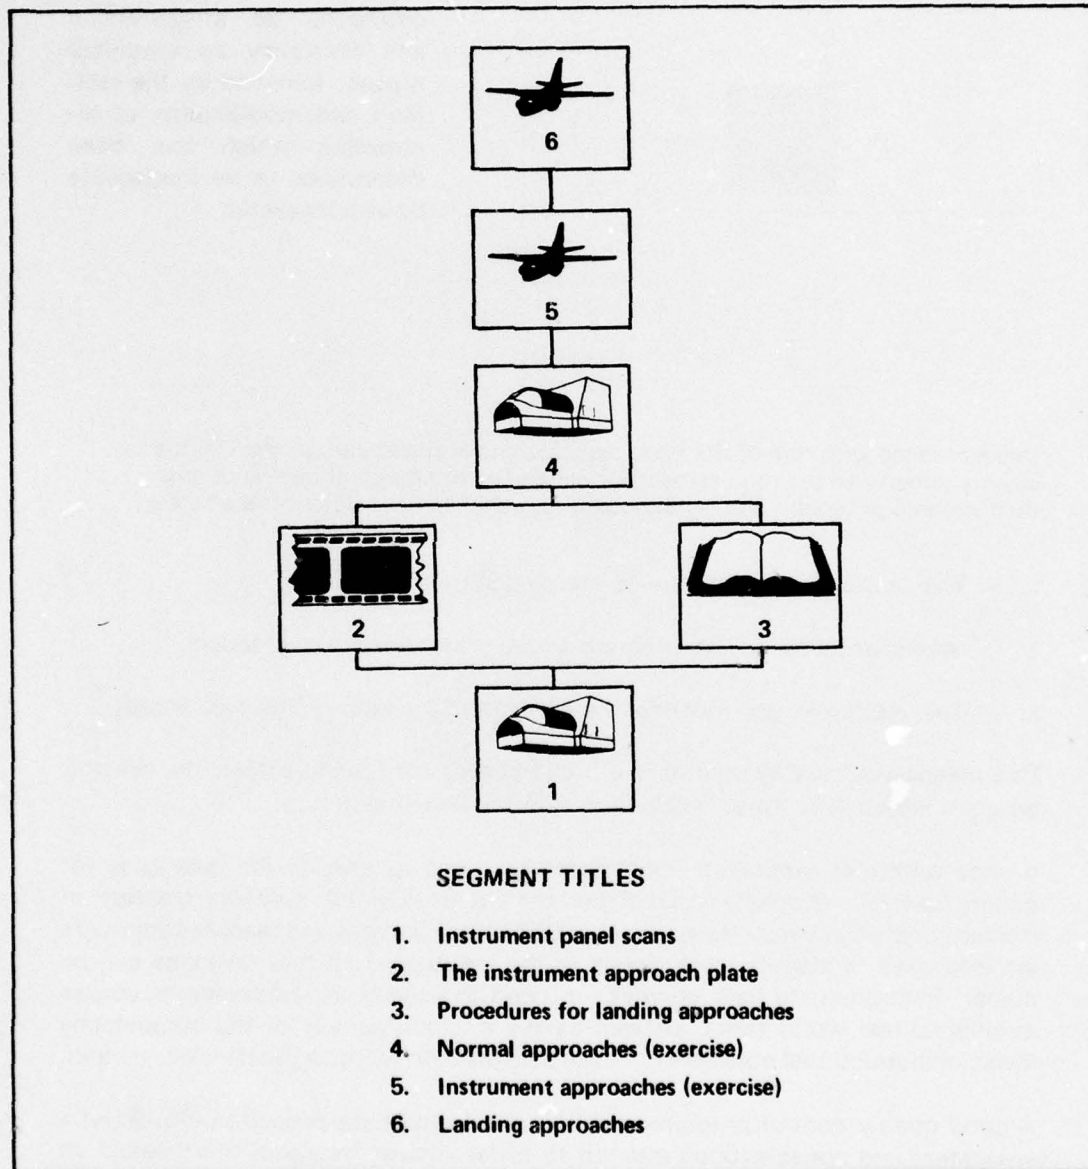 6
5
4
2
3
1
SEGMENT TITLES
1. Instrument panel scans
2. The instrument approach plate
3. Procedures for landing approaches
4. Normal approaches (exercise)
5. Instrument approaches (exercise)
6. Landing approaches